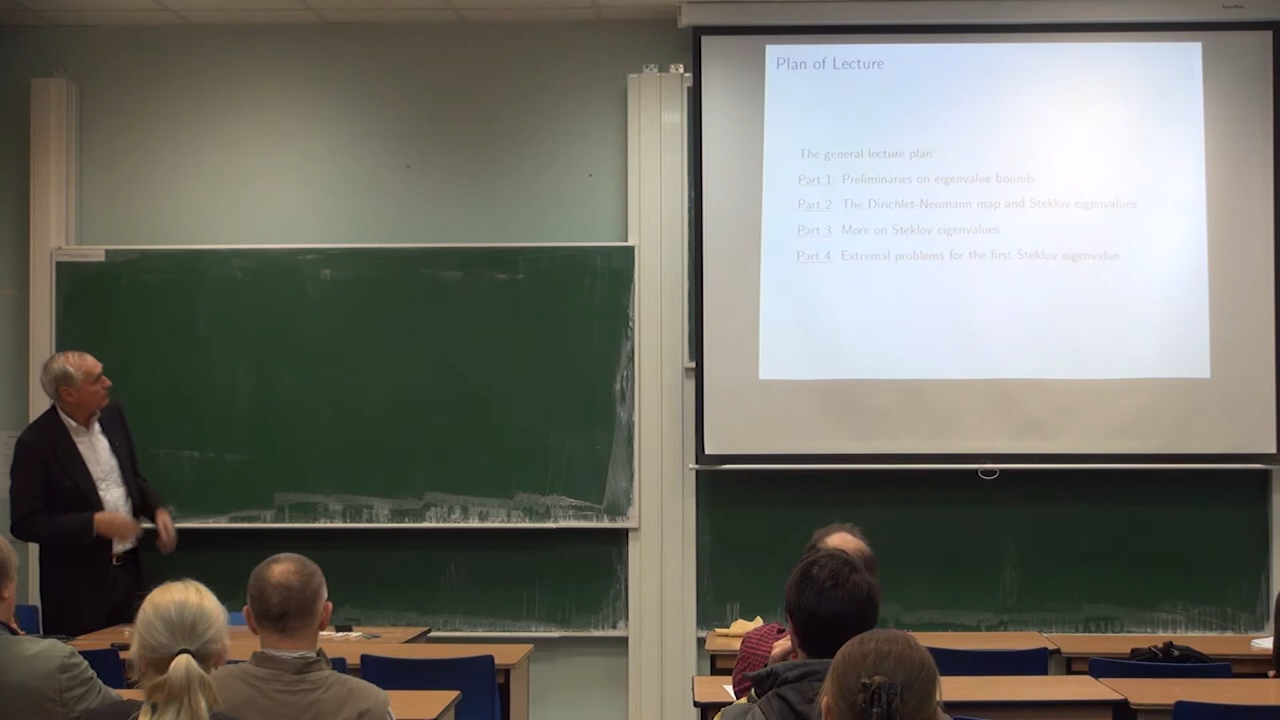 Plan of Lecture
The general lecture plan:
Part 1 Preliminaries on eigenvalue bounds
Part 2 The Dirichlet-Neumann map and Steklov eigenvalues
Part 3 More on Steklov eigenvalues
Part 4 Extremal problems for the first Steklov eigenvalue